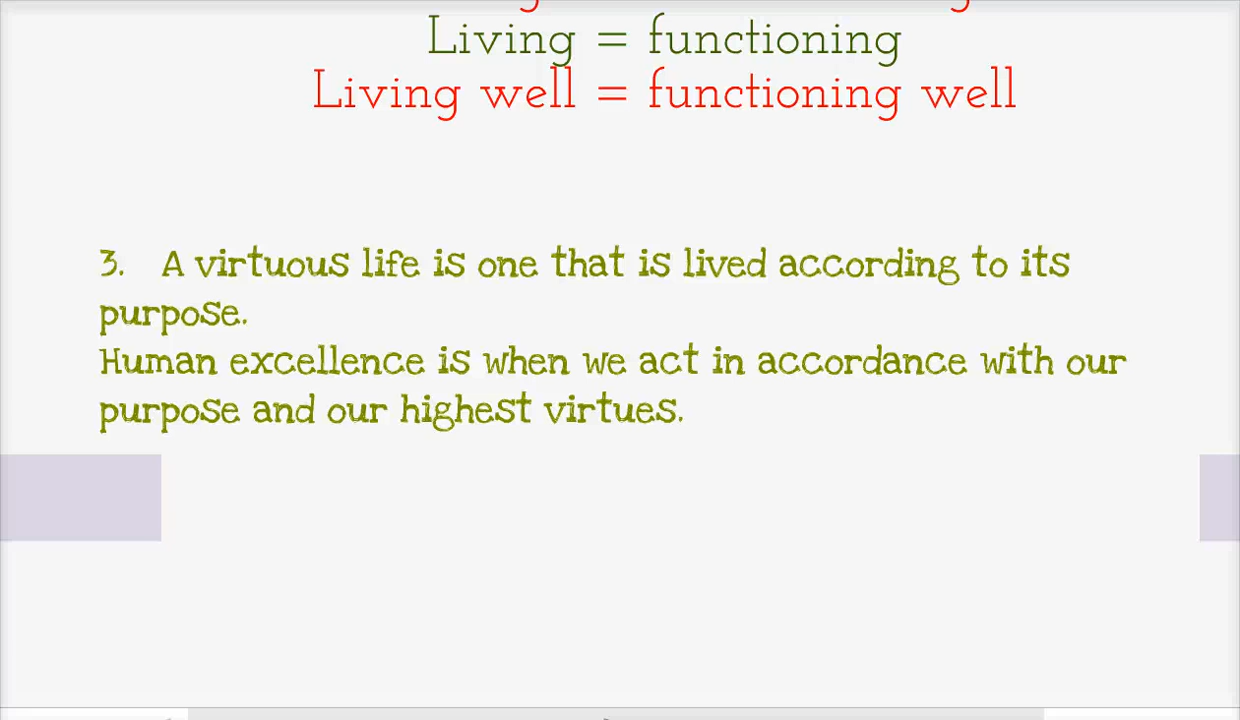 Living = functioning
Living well = functioning well
3. A virtuous life is one that is lived according to its
purpose.
Human excellence is when we act in accordance with our
purpose and our highest virtues.